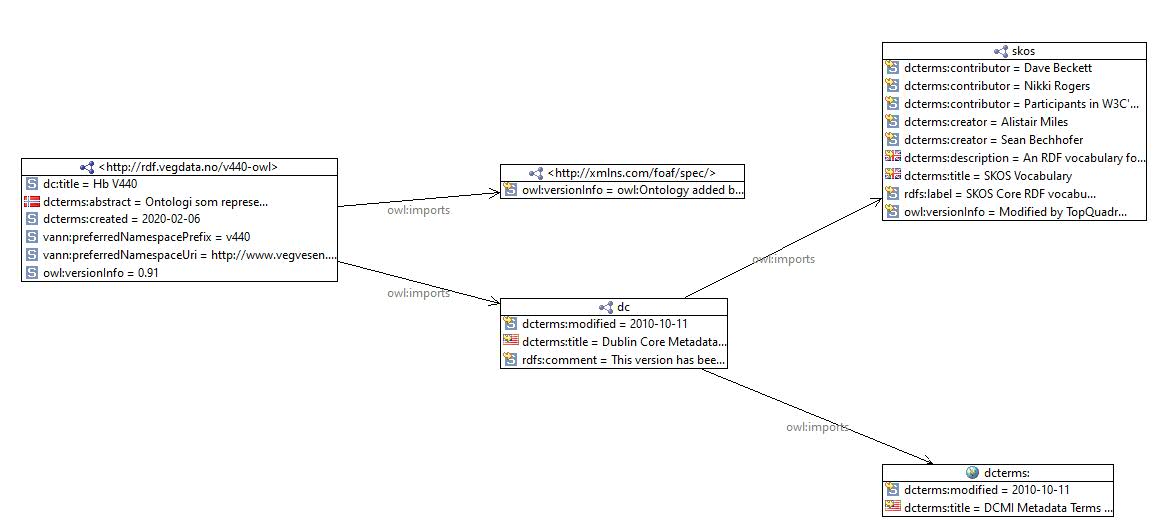 <http://rdf.vegdata.no/v440-owl>
dc:title = Hb V440
dcterms:abstract = Ontologi som represe...
dcterms:created = 2020-02-06
vann:preferredNamespacePrefix = v440
vann:preferredNamespaceUri = http://www.vegvesen....
owl:versionInfo = 0.91
owl:imports
owl:imports
<http://xmlns.com/foaf/spec/>
owl:versionInfo = owl:Ontology added b...
dc
dcterms:modified = 2010-10-11
dcterms:title = Dublin Core Metadata...
rdfs:comment = This version has bee...
owl:imports
owl:imports
skos
dcterms:contributor = Dave Beckett
dcterms:contributor = Nikki Rogers
dcterms:contributor = Participants in W3C'...
dcterms:creator = Alistair Miles
dcterms:creator = Sean Bechhofer
dcterms:description = An RDF vocabulary fo...
dcterms:title = SKOS Vocabulary
rdfs:label = SKOS Core RDF vocabu...
owl:versionInfo = Modified by TopQuadr...
dcterms:
dcterms:modified = 2010-10-11
dcterms:title = DCMI Metadata Terms ...